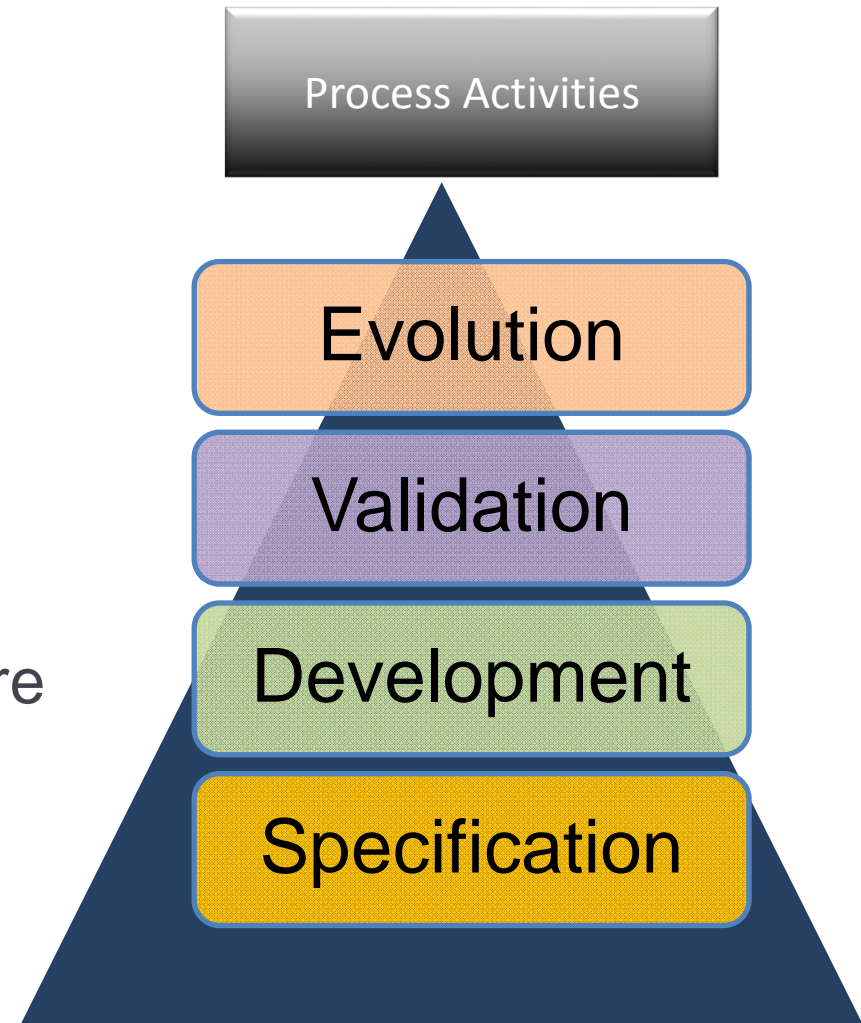 Process Activities
Evolution
Validation
re
Development
Specification